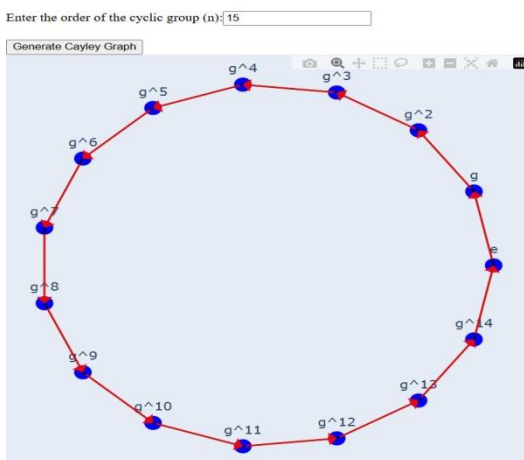 Enter the order of the cyclic group (n): 15
Generate Cayley Graph
g^4
g^3
g^5
g^2
g^6
g
g^7
e
g^8
g^14
g^9
g^13
g^10
g^12
g^11